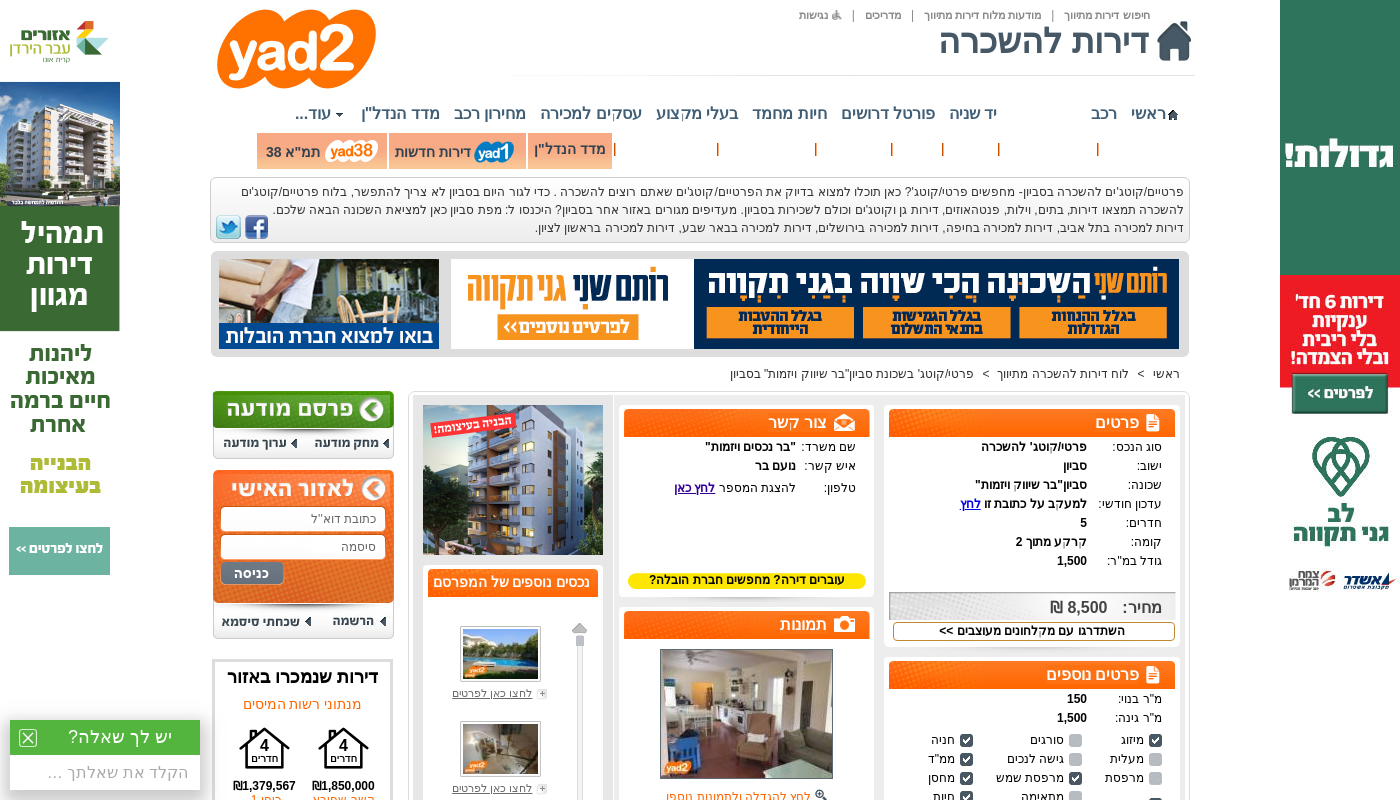 חיפוש דירות מתיווך | מודעות מלוח דירות מתיווך | מדריכים | נגישות
דירות להשכרה
yad2
ראשי רכב יד שניה פורטל דרושים חיות מחמד בעלי מקצוע עסקים למכירה מחירון רכב מדד הנדל"ן עוד...
מדד הנדל"ן
yad1 דירות חדשות
yad38 תמ"א 38
פרטיים/קוטג'ים להשכרה בסביון- מחפשים פרטי/קוטג'? כאן תוכלו למצוא בדיוק את הפרטיים/קוטג'ים שאתם רוצים להשכרה . כדי לגור היום בסביון לא צריך להתפשר, בלוח פרטיים/קוטג'ים
להשכרה תמצאו דירות, בתים, וילות, פנטהאוזים, דירות גן וקוטג'ים וכולם לשכירות בסביון. מעדיפים מגורים באזור אחר בסביון? היכנסו ל: מפת סביון כאן למציאת השכונה הבאה שלכם.
דירות למכירה בתל אביב, דירות למכירה בחיפה, דירות למכירה בירושלים, דירות למכירה בבאר שבע, דירות למכירה בראשון לציון.
רותם שני השכונה הכי שווה בגני תקווה
בגלל ההנחות הגדולות
בגלל הגמישות בתנאי התשלום
בגלל ההטבות הייחודית
רותם שני גני תקווה
לפרטים נוספים>>
בואו למצוא חברת הובלות
ראשי > לוח דירות להשכרה מתיווך > פרטי/קוטג' בשכונת סביון"בר שיווק ויזמות" בסביון
פרטים
סוג הנכס: פרטי/קוטג' להשכרה
ישוב: סביון
שכונה: סביון"בר שיווק ויזמות"
עדכון חודשי: למעקב על כתובת זו לחץ
חדרים: 5
קומה: קרקע מתוך 2
גודל במ"ר: 1,500
מחיר: 8,500 ₪
השתדרגו עם מקלחונים מעוצבים >>
פרטים נוספים
מ"ר בנוי: 150
מ"ר גינה: 1,500
מיזוג סורגים חניה
מעלית גישה לנכים ממ"ד
מרפסת מרפסת שמש מחסן
מתאימה חיות
צור קשר
שם משרד: "בר נכסים ויזמות"
איש קשר: נועם בר
טלפון: להצגת המספר לחץ כאן
עוברים דירה? מחפשים חברת הובלה?
תמונות
yad2
לחץ להגדלה ולתמונות נוספו
הבניה בעיצומה!
נכסים נוספים של המפרסם
yad2
לחצו כאן לפרטים
yad2
לחצו כאן לפרטים
פרסם מודעה
מחק מודעה ערוך מודעה
לאזור האישי
כתובת דוא"ל
סיסמה
כניסה
הרשמה שכחתי סיסמא
דירות שנמכרו באזור
מנתוני רשות המיסים
4 חדרים
4 חדרים
₪1,850,000 ₪1,379,567
אזורים
עבר הירדן
קרית אונו
תמהיל
דירות
מגוון
ליהנות
מאיכות
חיים ברמה
אחרת
הבנייה
בעיצומה
לחצו לפרטים >>
יש לך שאלה?
הקלד את שאלתך ...
גדולות!
דירות 6 חד'
ענקיות
בלי ריבית
ובלי הצמדה!
לפרטים >>
לב
גני תקווה
אשדר
מקבוצת אשטרום
צמח
המרמן